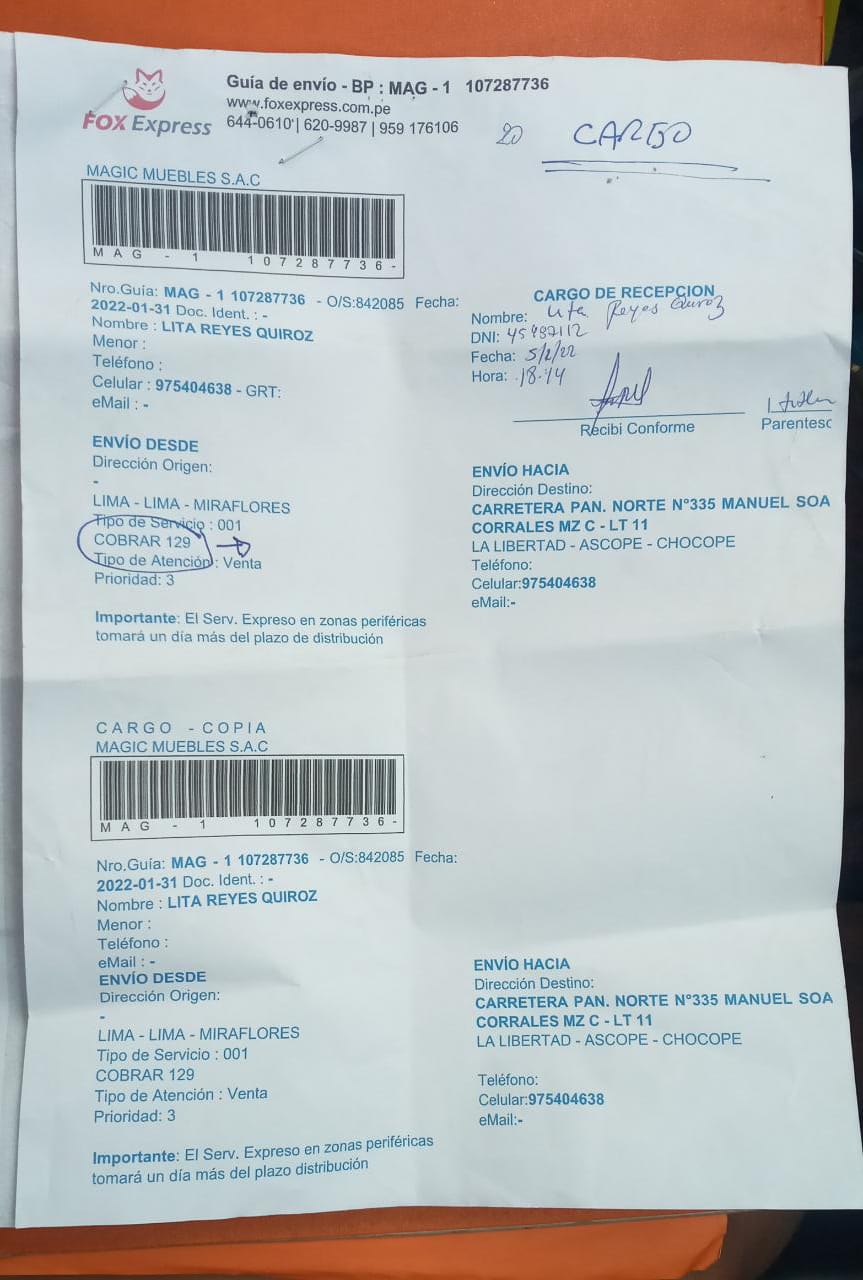 FOX Express
Guía de envío - BP : MAG - 1 107287736
www.foxexpress.com.pe
644-0610 | 620-9987 | 959 176106
20 CARGO
MAGIC MUEBLES S.A.C
MAG - 1 107287736-
Nro.Guía: MAG - 1 107287736 - O/S:842085 Fecha:
2022-01-31 Doc. Ident. : -
Nombre : LITA REYES QUIROZ
Menor :
Teléfono :
Celular : 975404638 - GRT:
eMail : -
CARGO DE RECEPCION
Nombre: Lita Reyes Quiroz
DNI:
Fecha: 5/2/22
Hora: 18:14
Recibi Conforme
Parentesc
ENVÍO DESDE
Dirección Origen:
-
LIMA - LIMA - MIRAFLORES
Tipo de Servicio : 001
COBRAR 129
Tipo de Atención : Venta
Prioridad: 3
ENVÍO HACIA
Dirección Destino:
CARRETERA PAN. NORTE N°335 MANUEL SOA
CORRALES MZ C - LT 11
LA LIBERTAD - ASCOPE - CHOCOPE
Teléfono:
Celular:975404638
eMail:-
Importante: El Serv. Expreso en zonas periféricas
tomará un día más del plazo de distribución
CARGO - COPIA
MAGIC MUEBLES S.A.C
MAG - 1 107287736-
Nro.Guía: MAG - 1 107287736 - O/S:842085 Fecha:
2022-01-31 Doc. Ident. : -
Nombre : LITA REYES QUIROZ
Menor :
Teléfono :
eMail : -
ENVÍO DESDE
Dirección Origen:
-
LIMA - LIMA - MIRAFLORES
Tipo de Servicio : 001
COBRAR 129
Tipo de Atención : Venta
Prioridad: 3
ENVÍO HACIA
Dirección Destino:
CARRETERA PAN. NORTE N°335 MANUEL SOA
CORRALES MZ C - LT 11
LA LIBERTAD - ASCOPE - CHOCOPE
Teléfono:
Celular:975404638
eMail:-
Importante: El Serv. Expreso en zonas periféricas
tomará un día más del plazo distribución